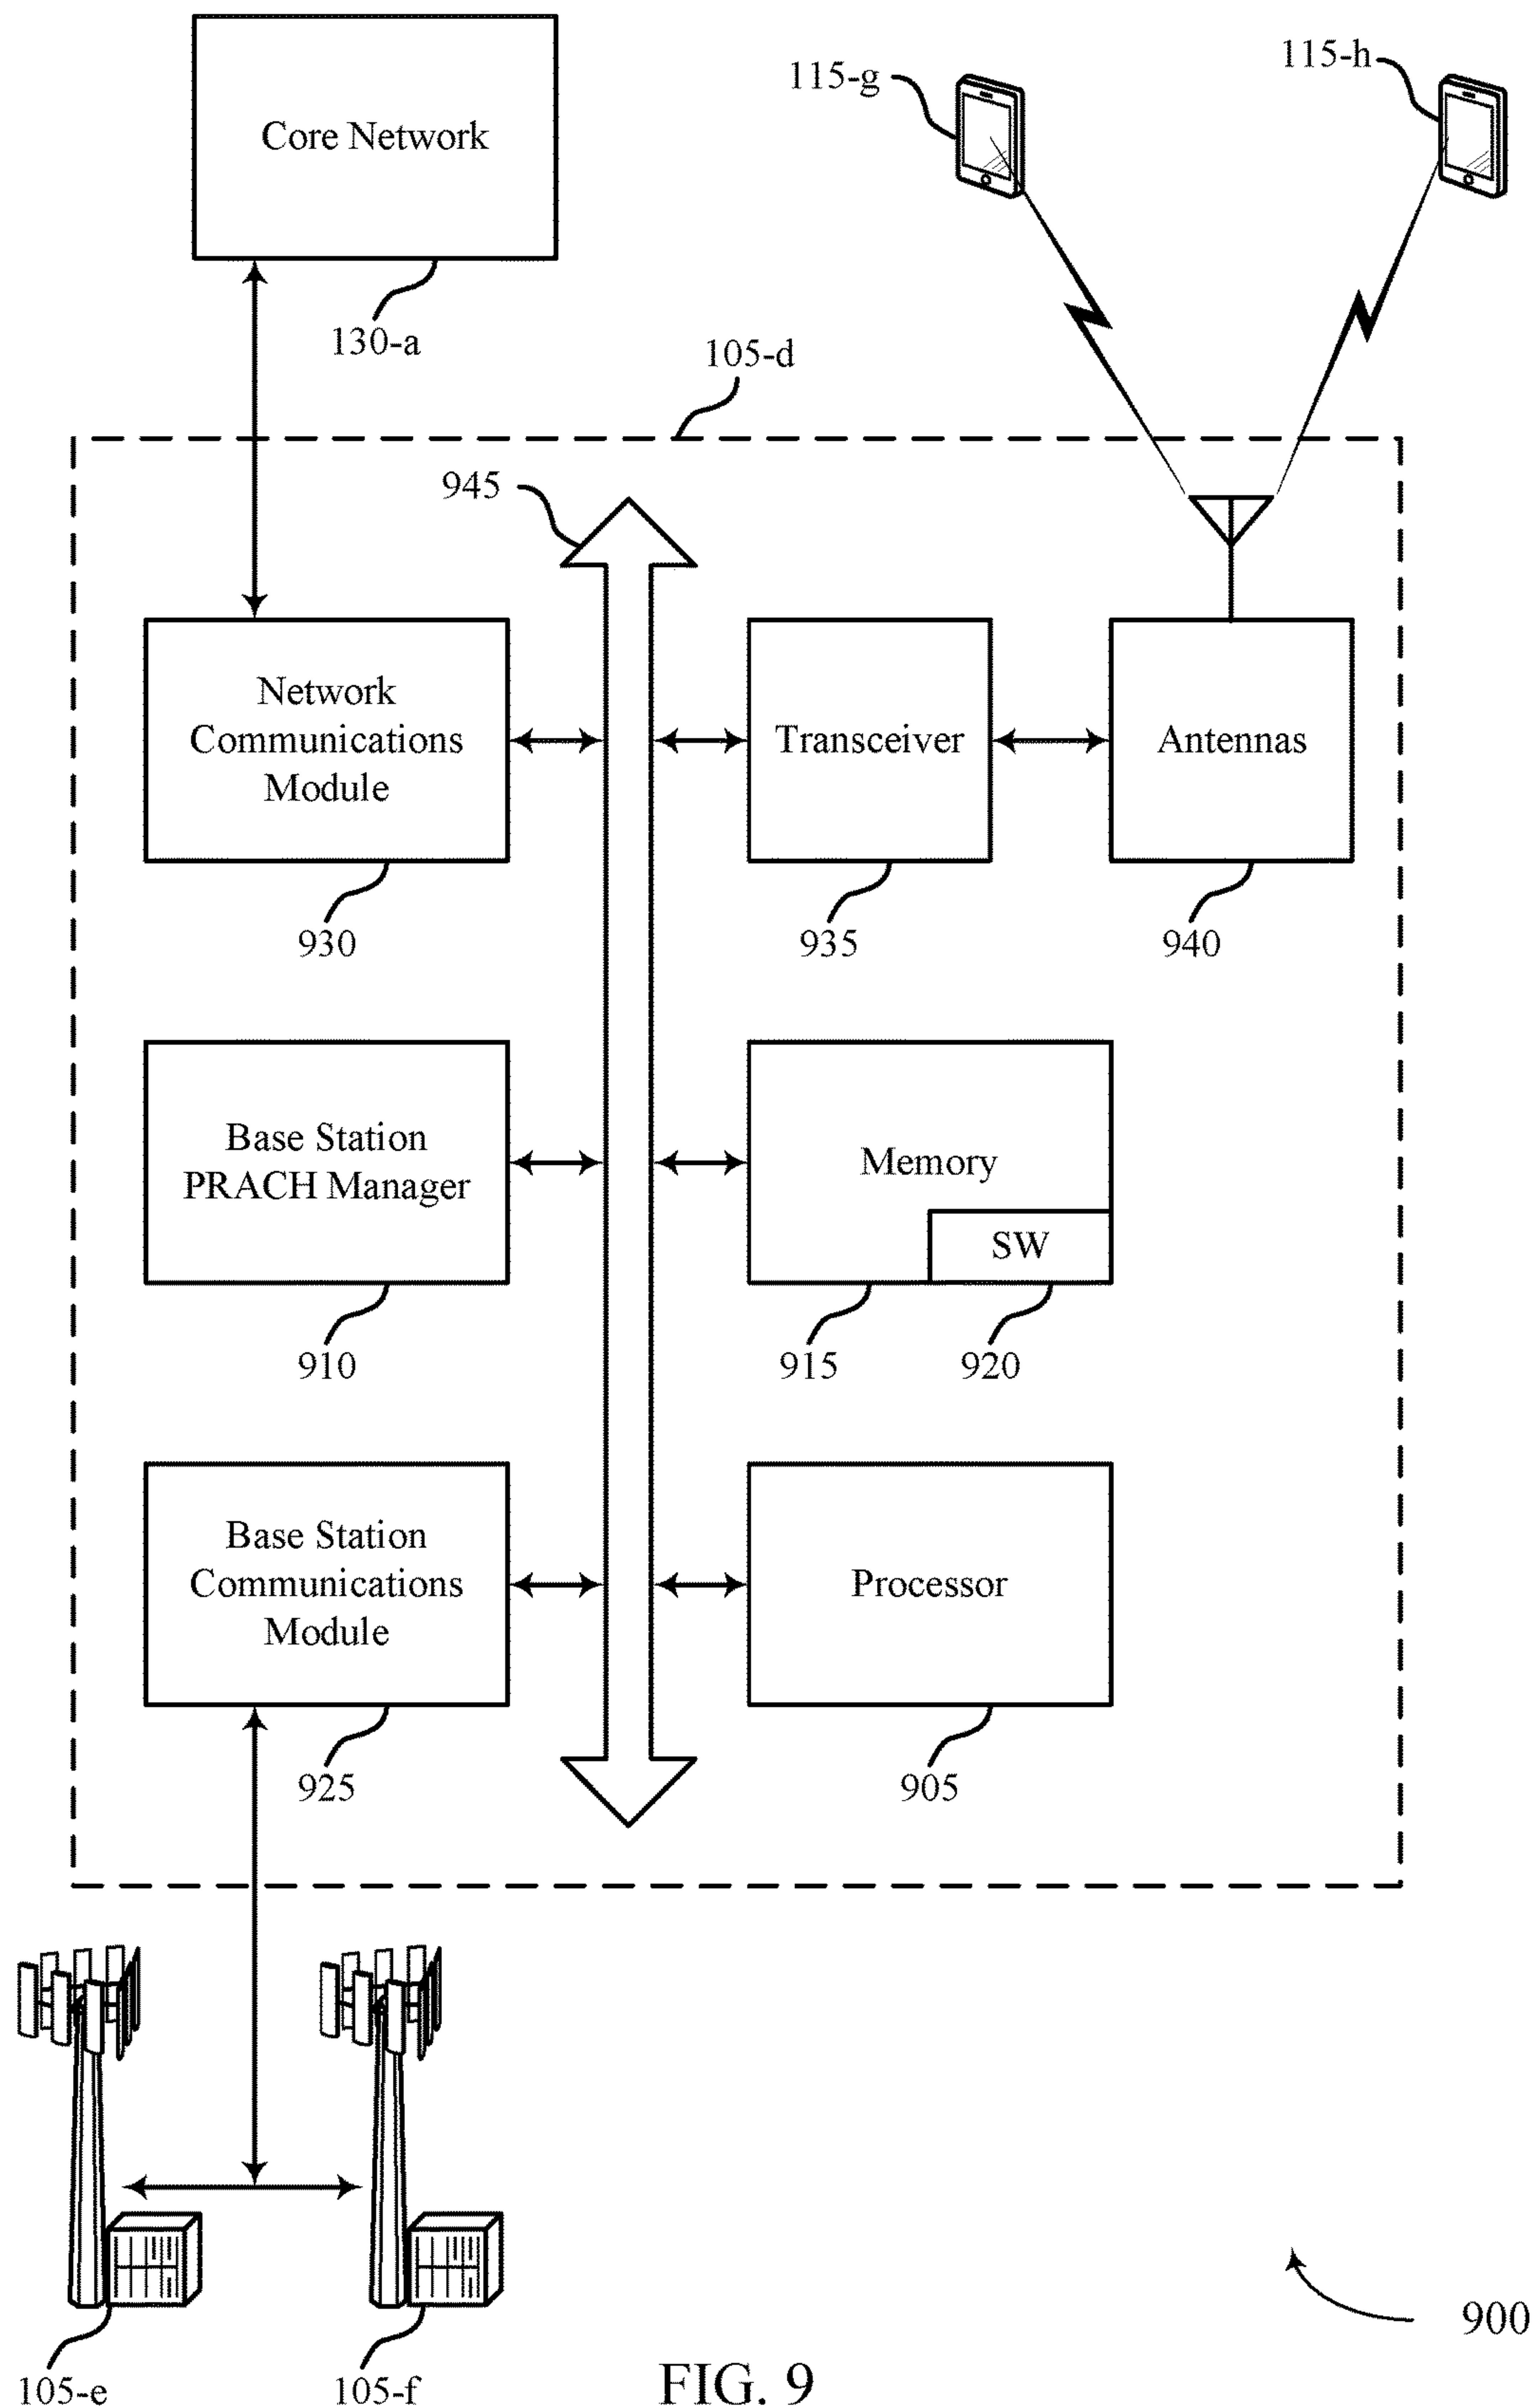 115-g
115-h
Core Network
130-a
105-d
945
Network
Communications
Module
Transceiver
Antennas
930
935
940
Base Station
PRACH Manager
Memory
SW
910
915
920
Base Station
Communications
Module
Processor
925
905
900
105-e
105-f
FIG. 9